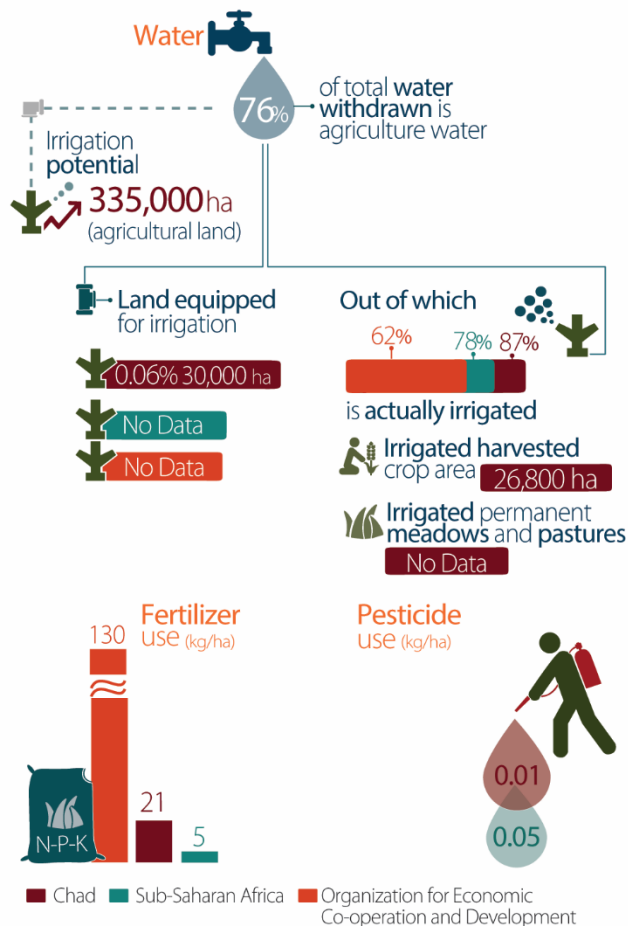 Water
76%
of total water
withdrawn is
agriculture water
Irrigation
potential
335,000 ha
(agricultural land)
Land equipped
for irrigation
0.06% 30,000 ha
No Data
No Data
Out of which
62%
78%
87%
is actually irrigated
Irrigated harvested
crop area
26,800 ha
Irrigated permanent
meadows and pastures
No Data
Fertilizer
use (kg/ha)
130
21
5
N-P-K
Pesticide
use (kg/ha)
0.01
0.05
Chad
Sub-Saharan Africa
Organization for Economic
Co-operation and Development